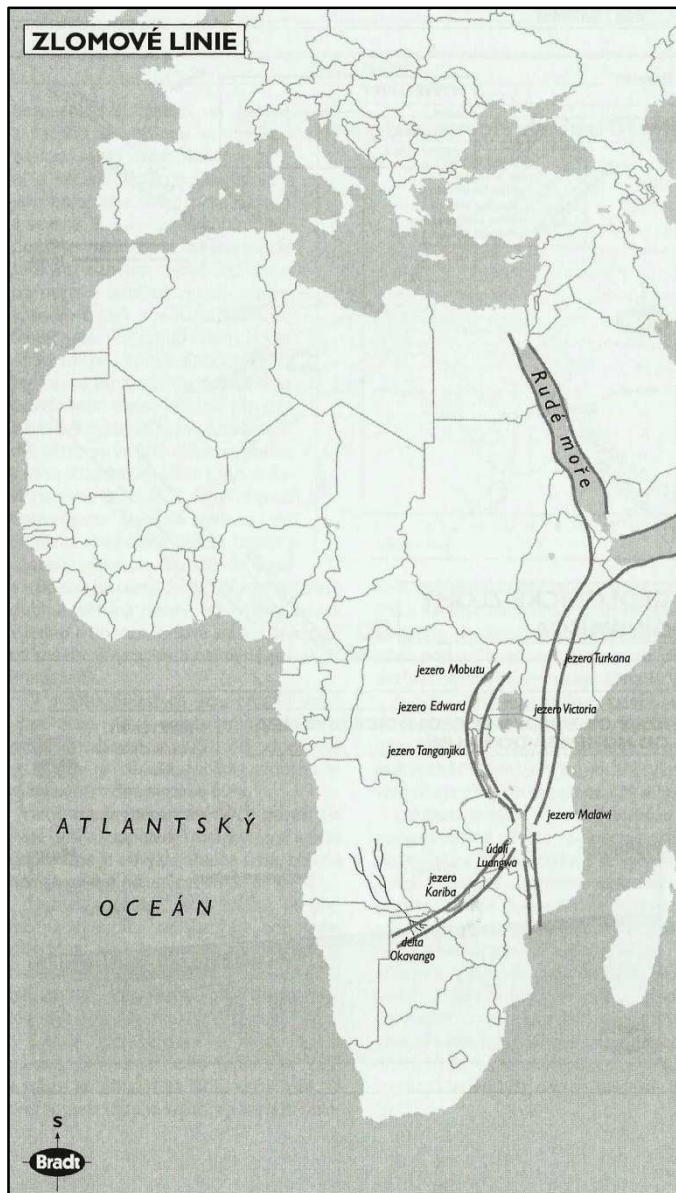 ZLOMOVÉ LINIE
Rudé moře
jezero Turkana
jezero Mobutu
jezero Edward
jezero Victoria
jezero Tanganjika
jezero Malawi
ATLANTSKÝ
OCEÁN
údolí
Luangwa
jezero
Kariba
delta
Okavango
S
Bradt